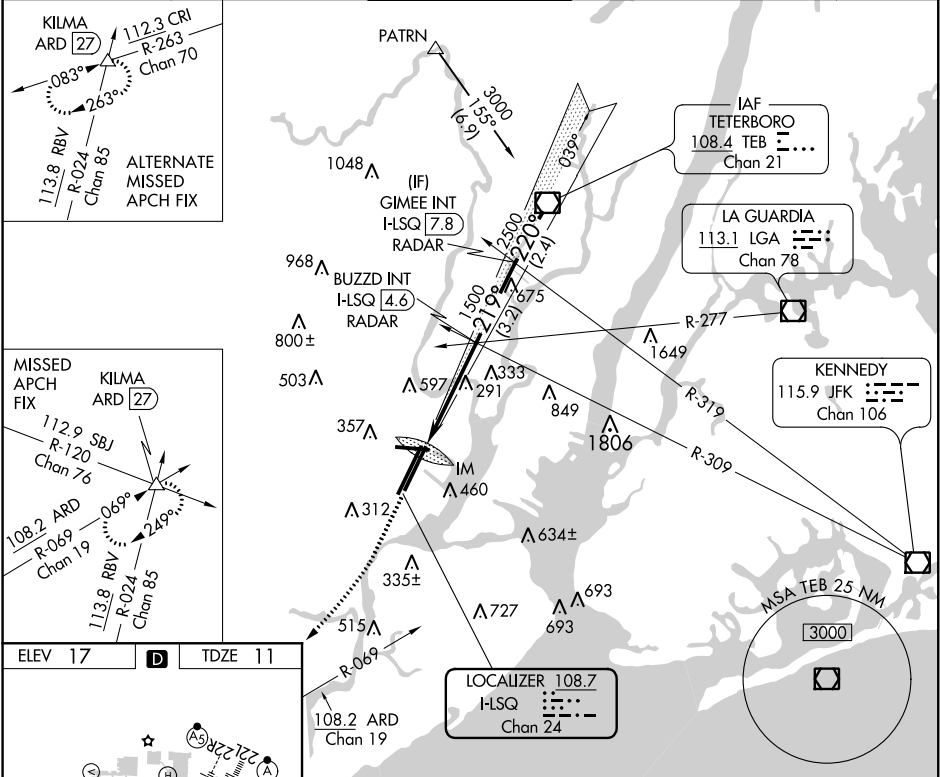 KILMA
ARD 27
112.3 CRI
R-263
Chan 70
083°
263°
113.8 RBV
R-024
Chan 85
ALTERNATE
MISSED
APCH FIX
PATRN
3000
155°
(6.9)
039°
IAF
TETERBORO
108.4 TEB
Chan 21
1048
(IF)
GIMEE INT
I-LSQ 7.8
RADAR
2500
220°
(2.4)
LA GUARDIA
113.1 LGA
Chan 78
968
BUZZD INT
I-LSQ 4.6
RADAR
1500
219°
(3.2)
675
R-277
800±
1649
503
597
291
333
849
R-319
KENNEDY
115.9 JFK
Chan 106
MISSED
APCH
FIX
KILMA
ARD 27
112.9 SBJ
R-120
Chan 76
357
1806
R-309
IM
460
069°
249°
108.2 ARD
R-069
Chan 19
113.8 RBV
R-024
Chan 85
312
634±
335±
727
693
693
515
R-069
MSA TEB 25 NM
3000
ELEV 17
D
TDZE 11
108.2 ARD
Chan 19
LOCALIZER 108.7
I-LSQ
Chan 24
A5
22R
22L
A
V
H